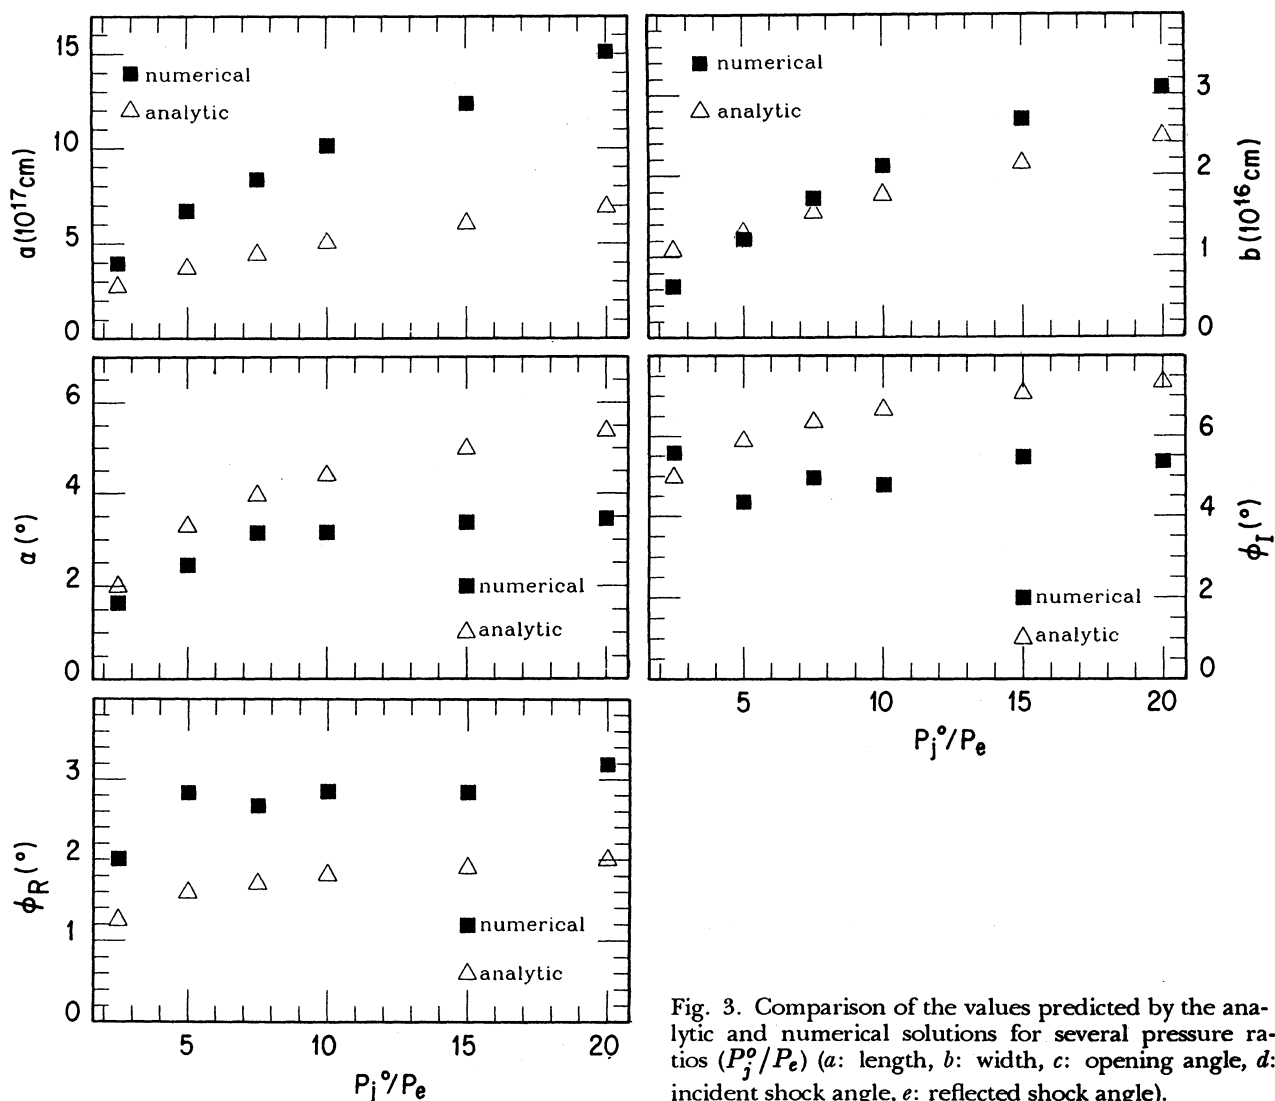 15
10
5
0
a(10¹⁷cm)
■ numerical
△ analytic
3
2
1
0
b(10¹⁶cm)
■ numerical
△ analytic
6
4
2
0
α(°)
■ numerical
△ analytic
6
4
2
0
ϕI(°)
■ numerical
△ analytic
5 10 15 20
Pj°/Pe
3
2
1
0
ϕR(°)
■ numerical
△ analytic
5 10 15 20
Pj°/Pe
Fig. 3. Comparison of the values predicted by the ana-
lytic and numerical solutions for several pressure ra-
tios (Pj°/Pe) (a: length, b: width, c: opening angle, d:
incident shock angle, e: reflected shock angle).